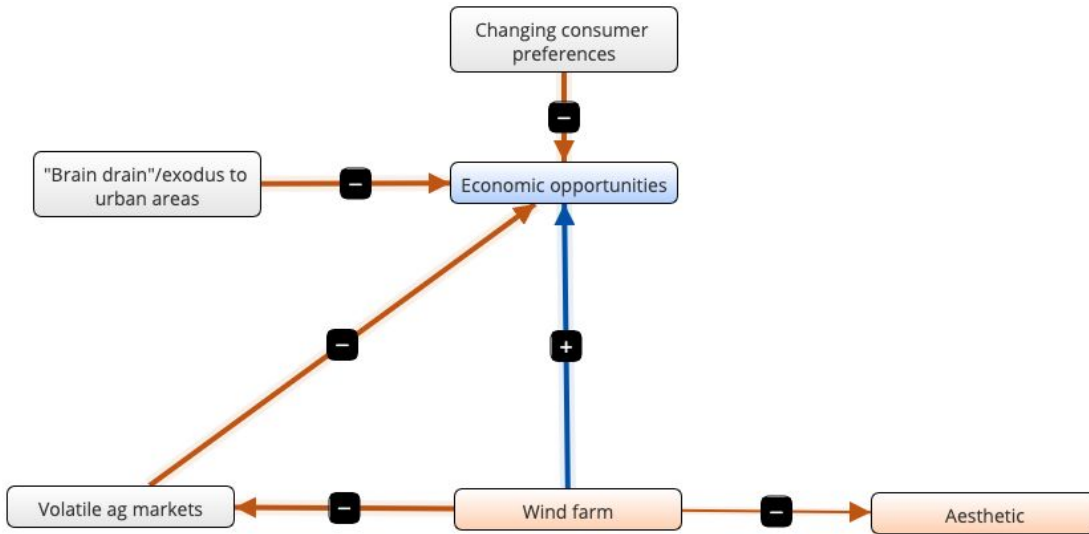 Changing consumer
preferences
−
"Brain drain"/exodus to
urban areas
−
Economic opportunities
−
+
Volatile ag markets
−
Wind farm
−
Aesthetic